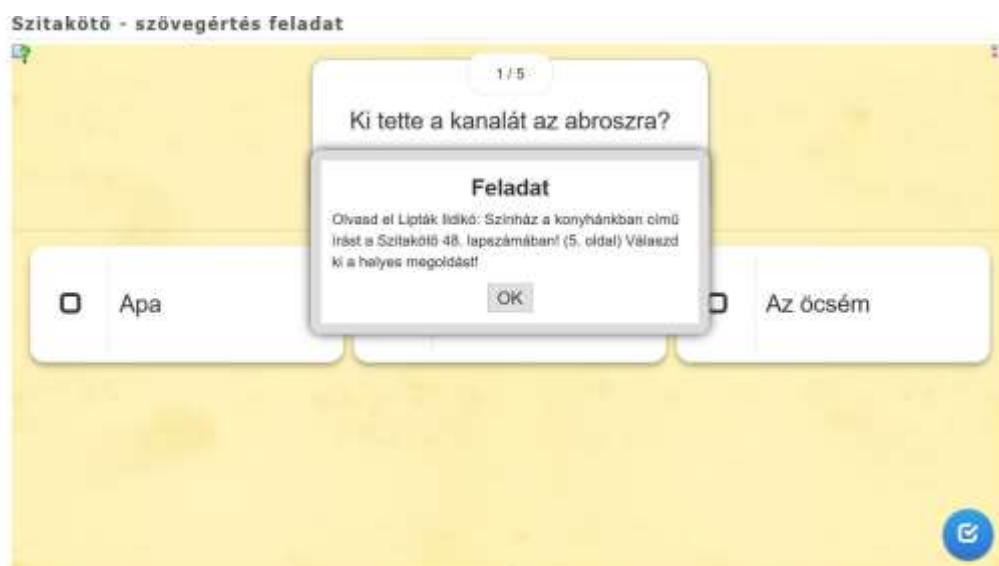 Szitakötő - szövegértés feladat
1 / 5
Ki tette a kanalát az abroszra?
Feladat
Olvasd el Lipták Ildikó: Színház a konyhánkban című
írást a Szitakötő 48. lapszámában! (5. oldal) Válaszd
ki a helyes megoldást!
OK
Apa
Az öcsém